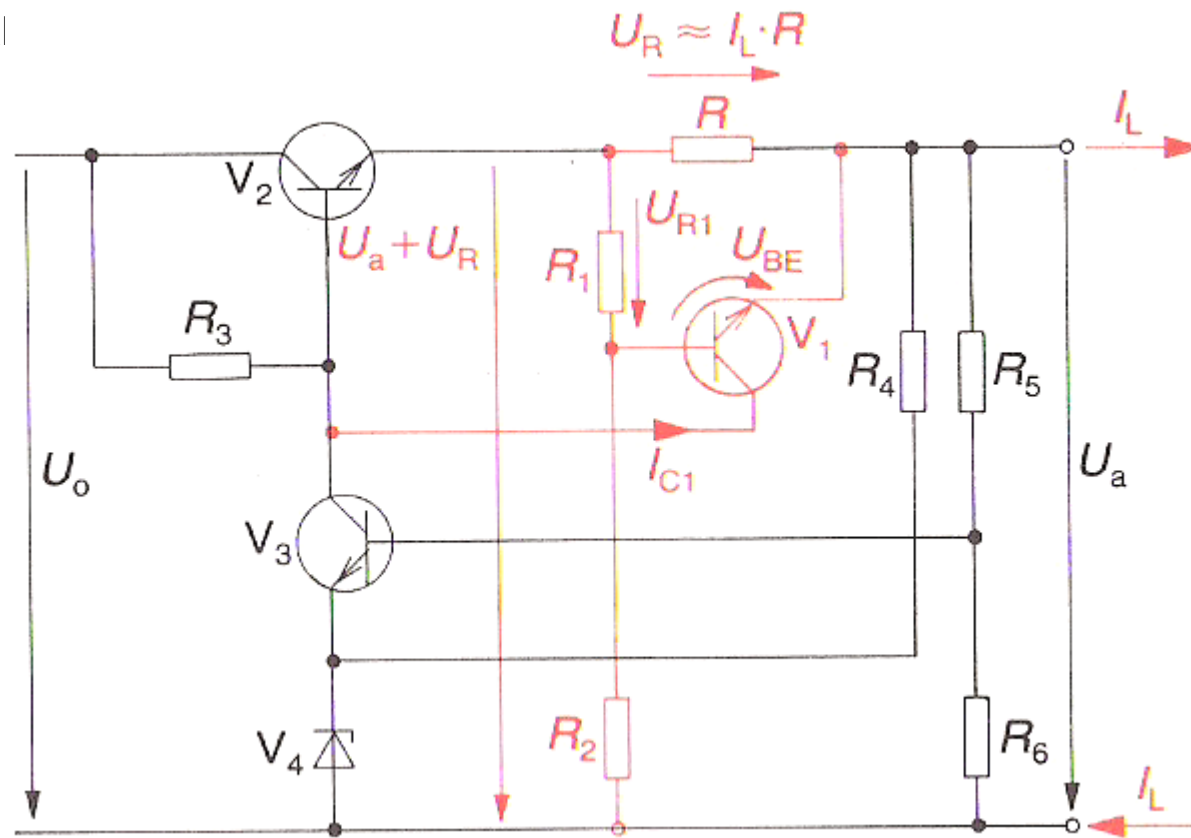 U_R ≈ I_L · R
R
I_L
V_2
U_a + U_R
U_R1
U_BE
R_1
V_1
R_3
R_4
R_5
U_o
I_C1
U_a
V_3
V_4
R_2
R_6
I_L